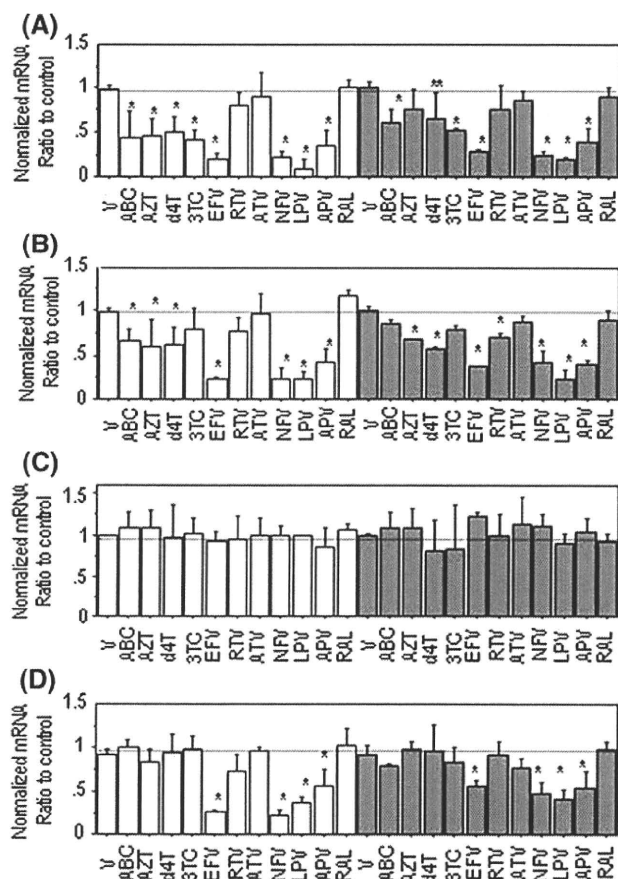 (A)
Normalized mRNA
Ratio to control
1.5
1
.5
0
* * * * * * * * * ** * * * * *
V ABC AZT d4T 3TC EFV RTV ATV NFV LPV APV RAL V ABC AZT d4T 3TC EFV RTV ATV NFV LPV APV RAL
(B)
Normalized mRNA
Ratio to control
1.5
1
.5
0
* * * * * * * * * * * * * *
V ABC AZT d4T 3TC EFV RTV ATV NFV LPV APV RAL V ABC AZT d4T 3TC EFV RTV ATV NFV LPV APV RAL
(C)
Normalized mRNA
Ratio to control
1.5
1
.5
0
V ABC AZT d4T 3TC EFV RTV ATV NFV LPV APV RAL V ABC AZT d4T 3TC EFV RTV ATV NFV LPV APV RAL
(D)
Normalized mRNA
Ratio to control
1.5
1
.5
0
* * * * * * * *
V ABC AZT d4T 3TC EFV RTV ATV NFV LPV APV RAL V ABC AZT d4T 3TC EFV RTV ATV NFV LPV APV RAL